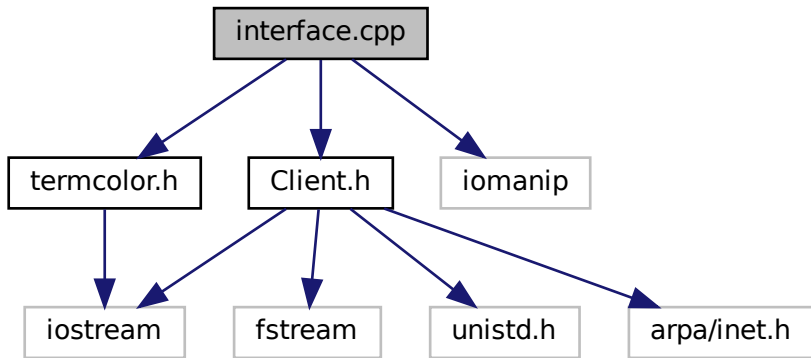 interface.cpp
termcolor.h
Client.h
iomanip
iostream
fstream
unistd.h
arpa/inet.h